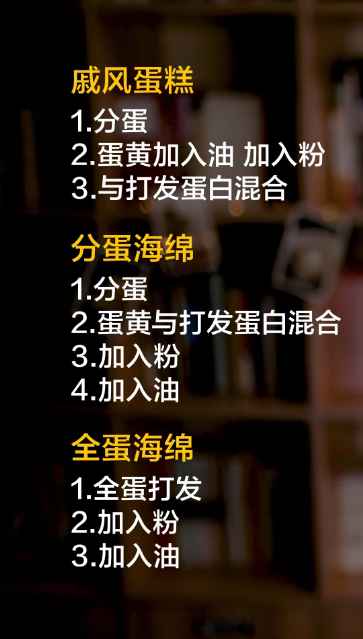 戚风蛋糕
1.分蛋
2.蛋黄加入油 加入粉
3.与打发蛋白混合
分蛋海绵
1.分蛋
2.蛋黄与打发蛋白混合
3.加入粉
4.加入油
全蛋海绵
1.全蛋打发
2.加入粉
3.加入油